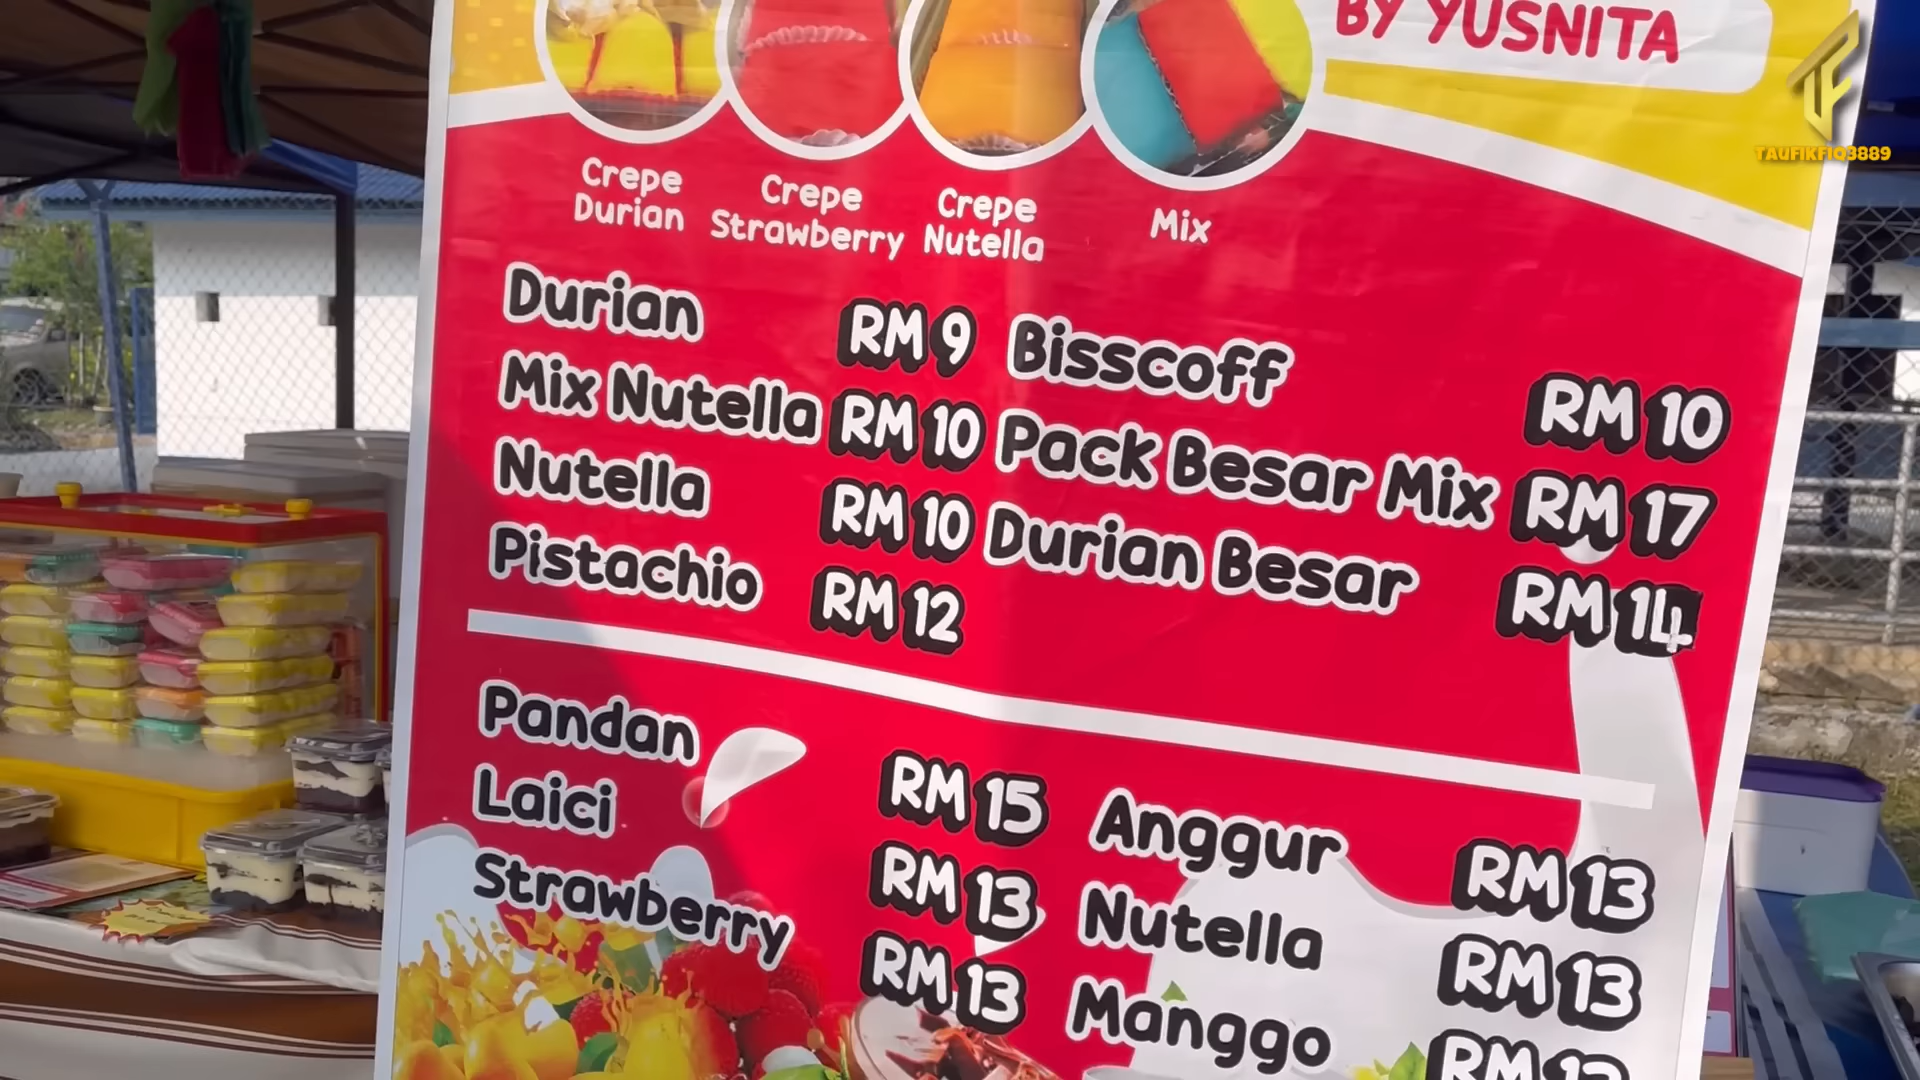 BY YUSNITA
TAUFIKFIQ3889
Crepe
Durian
Crepe
Strawberry
Crepe
Nutella
Mix
Durian RM 9
Mix Nutella RM 10
Nutella RM 10
Pistachio RM 12
Bisscoff RM 10
Pack Besar Mix RM 17
Durian Besar RM 14
Pandan RM 15
Laici RM 13
Strawberry RM 13
Anggur RM 13
Nutella RM 13
Manggo RM 13